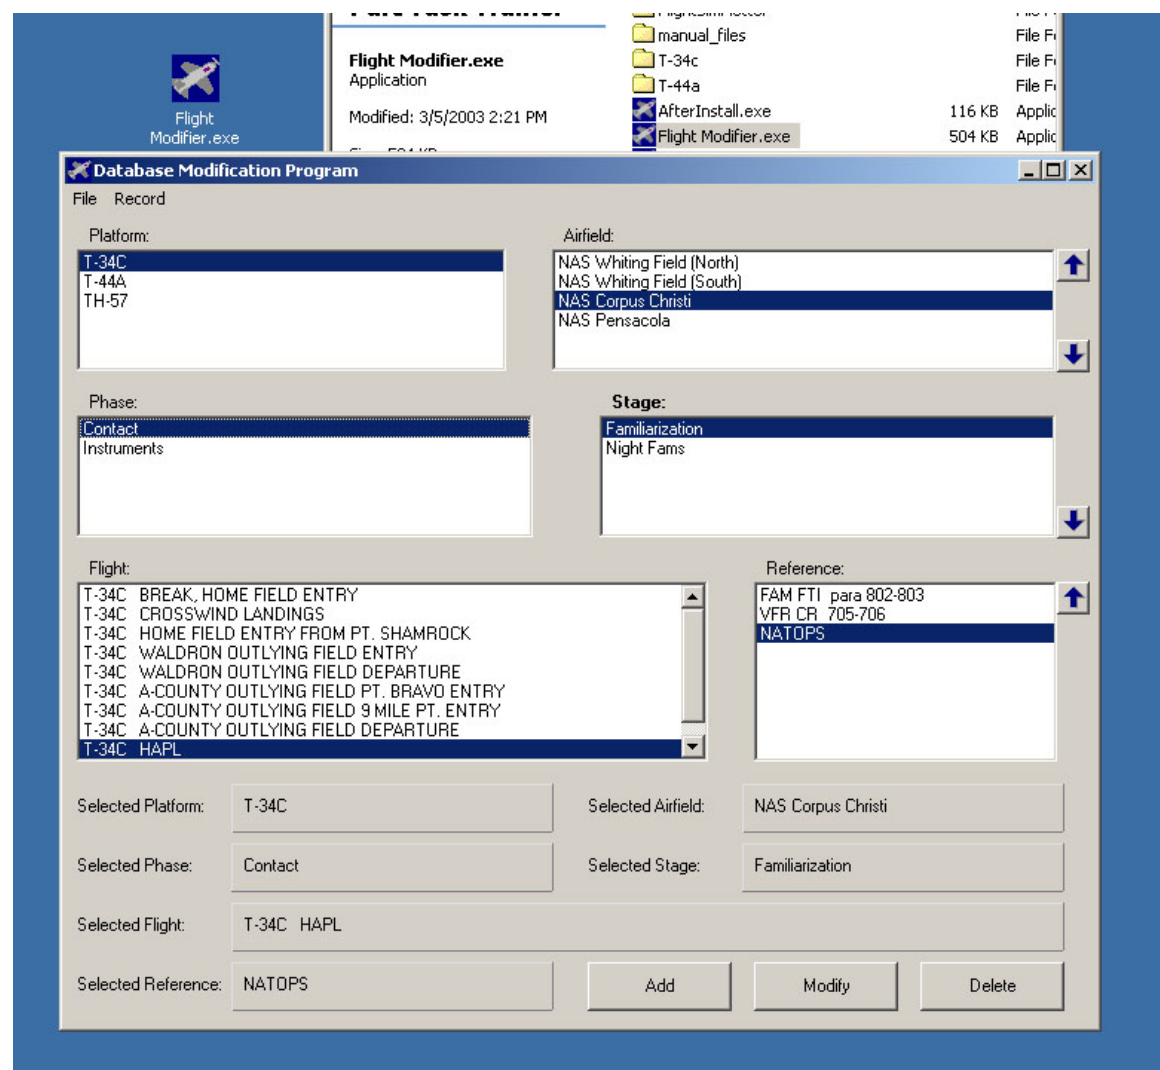 manual_files File F
Flight Modifier.exe T-34c File F
Application T-44a File F
Flight Modifier.exe
Modified: 3/5/2003 2:21 PM AfterInstall.exe 116 KB Applic
Flight Modifier.exe 504 KB Applic
Database Modification Program
File Record
Platform: Airfield:
T-34C NAS Whiting Field (North)
T-44A NAS Whiting Field (South)
TH-57 NAS Corpus Christi
NAS Pensacola
Phase: Stage:
Contact Familiarization
Instruments Night Fams
Flight: Reference:
T-34C BREAK, HOME FIELD ENTRY FAM FTI para 802-803
T-34C CROSSWIND LANDINGS VFR CR 705-706
T-34C HOME FIELD ENTRY FROM PT. SHAMROCK NATOPS
T-34C WALDRON OUTLYING FIELD ENTRY
T-34C WALDRON OUTLYING FIELD DEPARTURE
T-34C A-COUNTY OUTLYING FIELD PT. BRAVO ENTRY
T-34C A-COUNTY OUTLYING FIELD 9 MILE PT. ENTRY
T-34C A-COUNTY OUTLYING FIELD DEPARTURE
T-34C HAPL
Selected Platform: T-34C Selected Airfield: NAS Corpus Christi
Selected Phase: Contact Selected Stage: Familiarization
Selected Flight: T-34C HAPL
Selected Reference: NATOPS Add Modify Delete